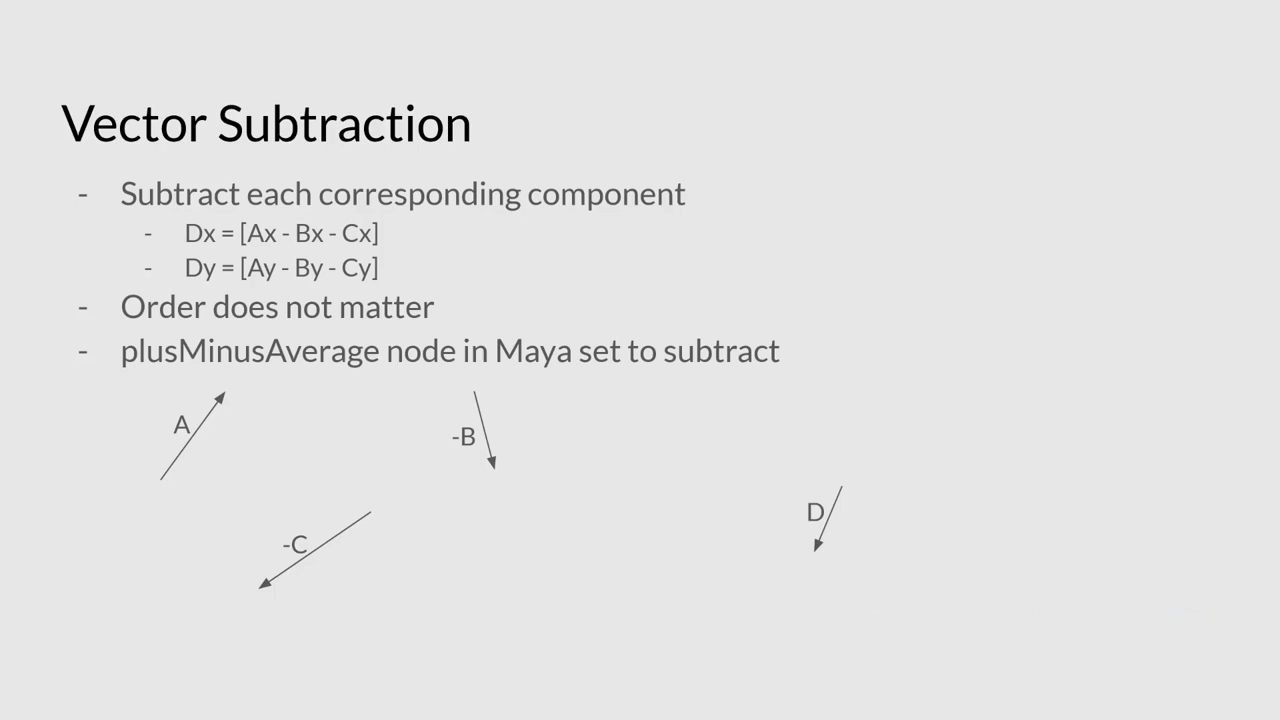 Vector Subtraction
- Subtract each corresponding component
- Dx = [Ax - Bx - Cx]
- Dy = [Ay - By - Cy]
- Order does not matter
- plusMinusAverage node in Maya set to subtract
A
-B
D
-C